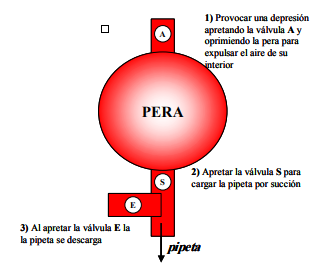 1) Provocar una depresión
apretando la válvula A y
oprimiendo la pera para
expulsar el aire de su
interior
A
PERA
2) Apretar la válvula S para
cargar la pipeta por succión
S
E
3) Al apretar la válvula E la
la pipeta se descarga
pipeta